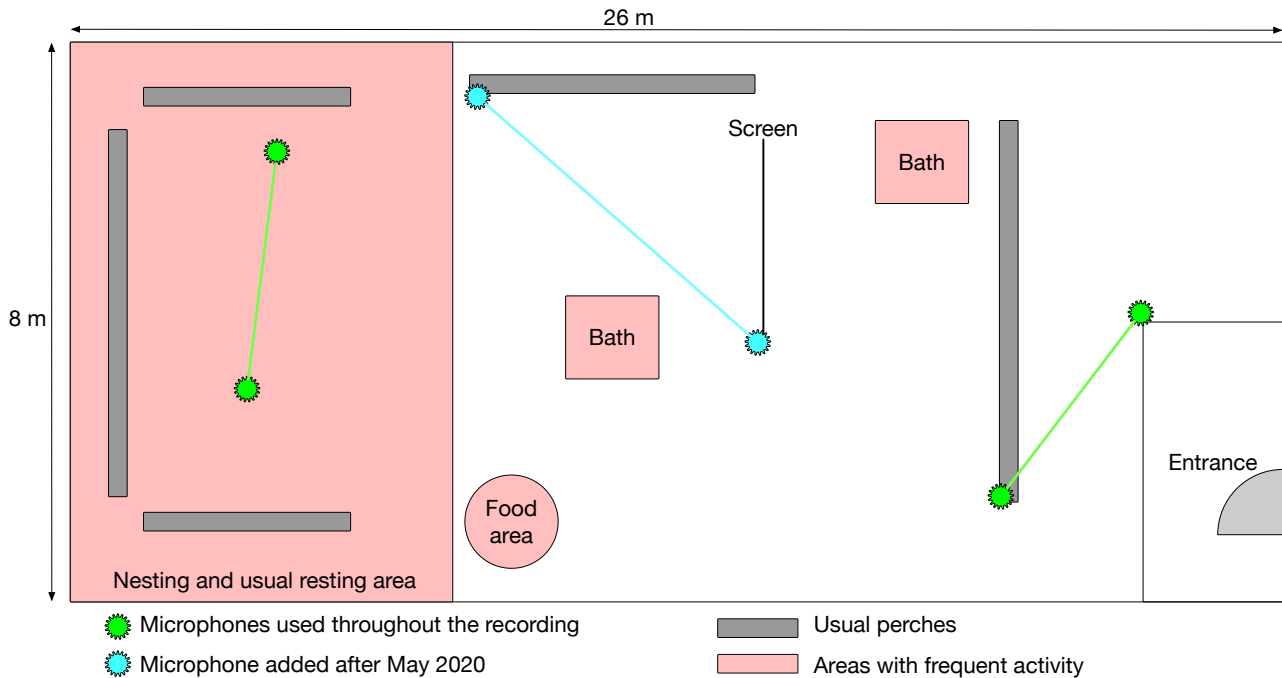 26 m
Screen
Bath
8 m
Bath
Entrance
Food
area
Nesting and usual resting area
Microphones used throughout the recording
Usual perches
Microphone added after May 2020
Areas with frequent activity